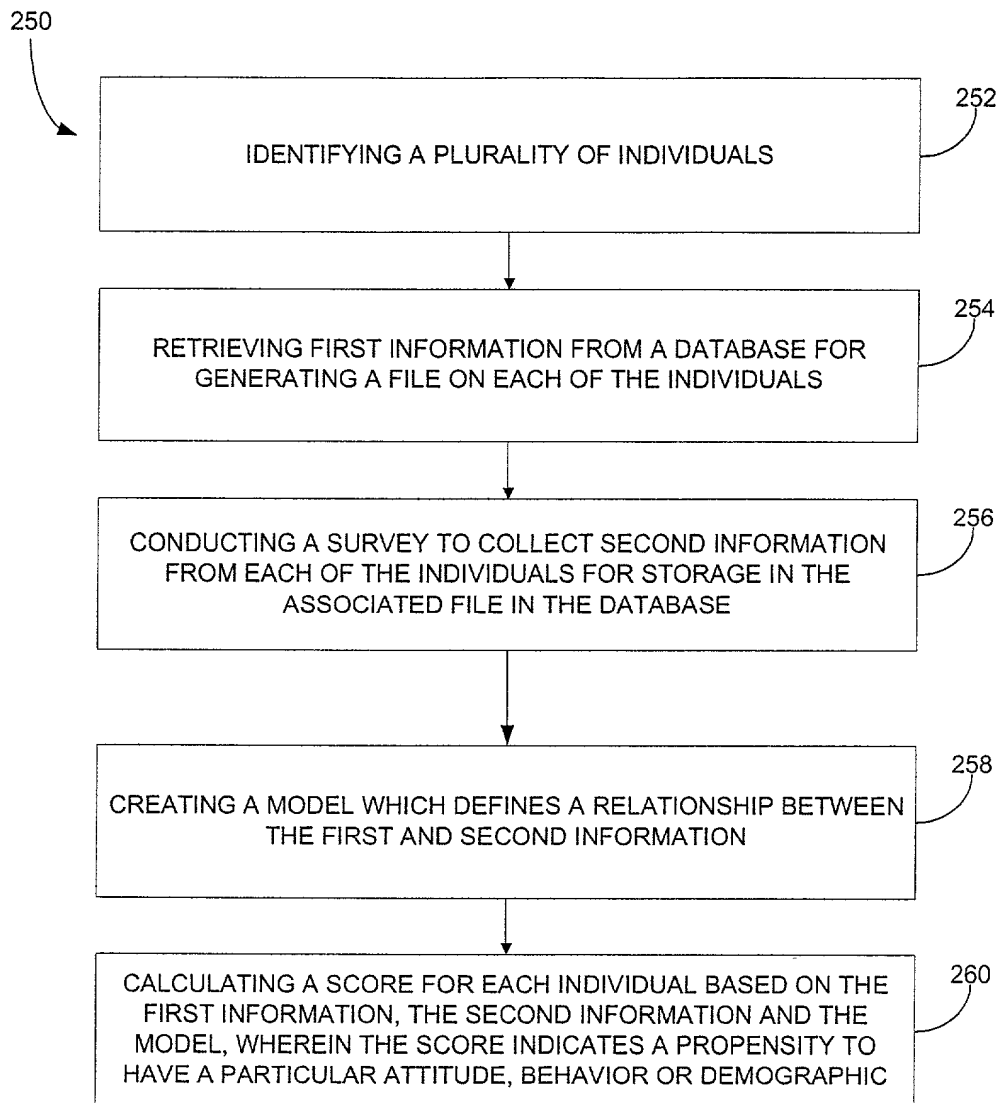 250
252
IDENTIFYING A PLURALITY OF INDIVIDUALS
254
RETRIEVING FIRST INFORMATION FROM A DATABASE FOR
GENERATING A FILE ON EACH OF THE INDIVIDUALS
256
CONDUCTING A SURVEY TO COLLECT SECOND INFORMATION
FROM EACH OF THE INDIVIDUALS FOR STORAGE IN THE
ASSOCIATED FILE IN THE DATABASE
258
CREATING A MODEL WHICH DEFINES A RELATIONSHIP BETWEEN
THE FIRST AND SECOND INFORMATION
260
CALCULATING A SCORE FOR EACH INDIVIDUAL BASED ON THE
FIRST INFORMATION, THE SECOND INFORMATION AND THE
MODEL, WHEREIN THE SCORE INDICATES A PROPENSITY TO
HAVE A PARTICULAR ATTITUDE, BEHAVIOR OR DEMOGRAPHIC